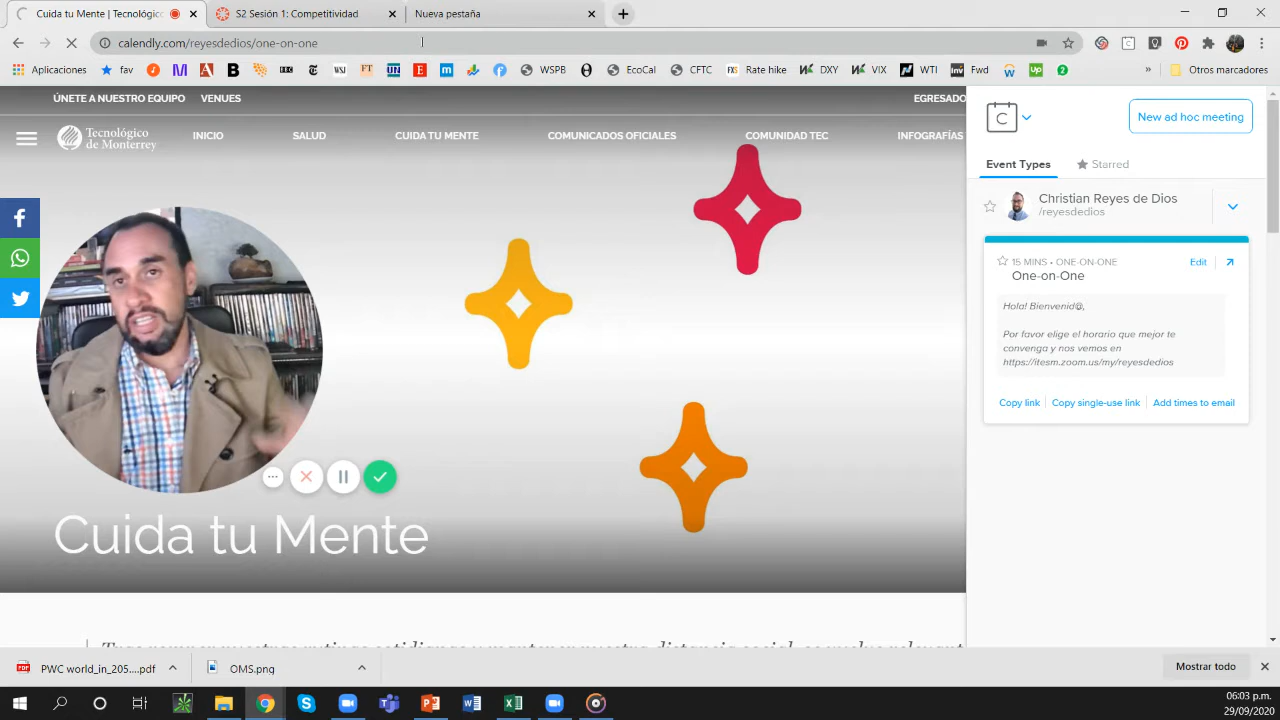 Cuida tu Mente | Tecnológic
S2 Sesión 1: Competitividad
Nueva pestaña
calendly.com/reyesdedios/one-on-one
Aplicaciones
fav
WSPB
EcoCal
CFTC
Rate hike
DXY
VIX
WTI
Fwd
2
»
Otros marcadores
ÚNETE A NUESTRO EQUIPO
VENUES
EGRESADO
Tecnológico
de Monterrey
INICIO
SALUD
CUIDA TU MENTE
COMUNICADOS OFICIALES
COMUNIDAD TEC
INFOGRAFÍAS
Cuida tu Mente
New ad hoc meeting
Event Types
Starred
Christian Reyes de Dios
/reyesdedios
15 MINS • ONE-ON-ONE
Edit
One-on-One
Hola! Bienvenid@,
Por favor elige el horario que mejor te
convenga y nos vemos en
https://itesm.zoom.us/my/reyesdedios
Copy link
Copy single-use link
Add times to email
PWC world_in_205....pdf
OMS.png
Mostrar todo
06:03 p.m.
29/09/2020